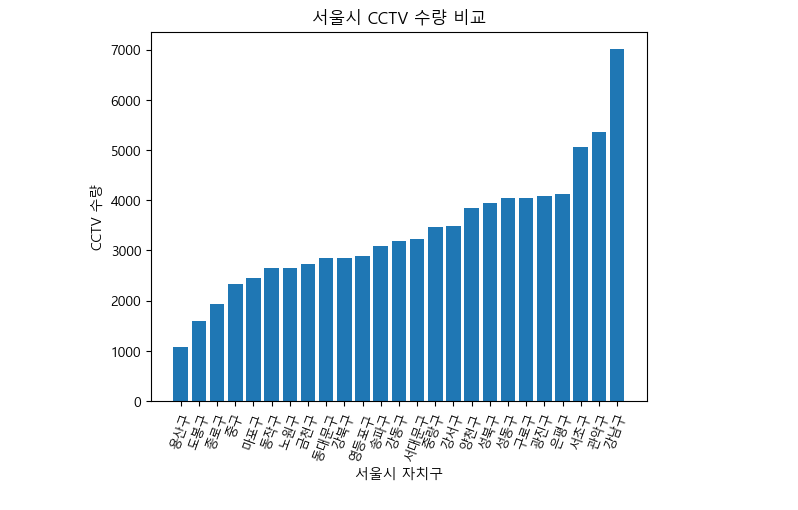 서울시 CCTV 수량 비교
CCTV 수량
7000
6000
5000
4000
3000
2000
1000
0
용산구
도봉구
종로구
중구
마포구
동작구
노원구
금천구
동대문구
강북구
영등포구
송파구
강동구
서대문구
중랑구
강서구
양천구
성북구
성동구
구로구
광진구
은평구
서초구
관악구
강남구
서울시 자치구